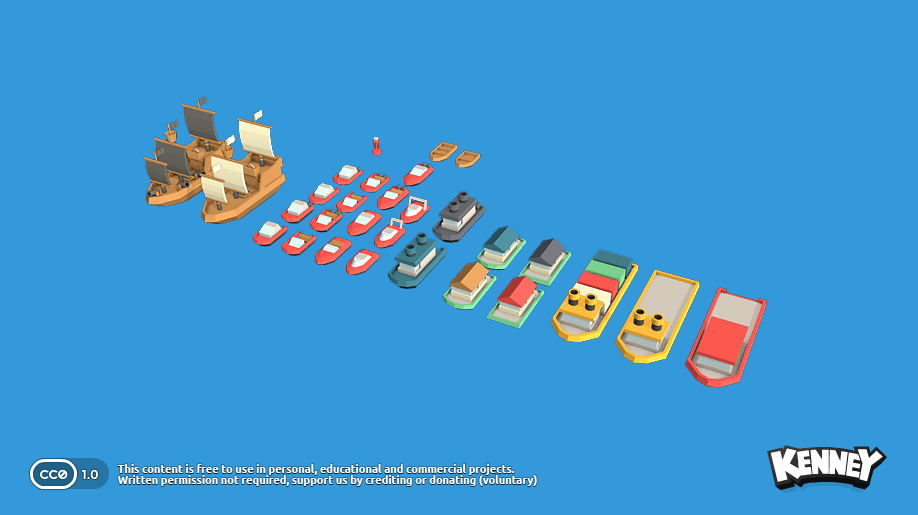 CC0 1.0
This content is free to use in personal, educational and commercial projects.
Written permission not required, support us by crediting or donating (voluntary)
KENNEY